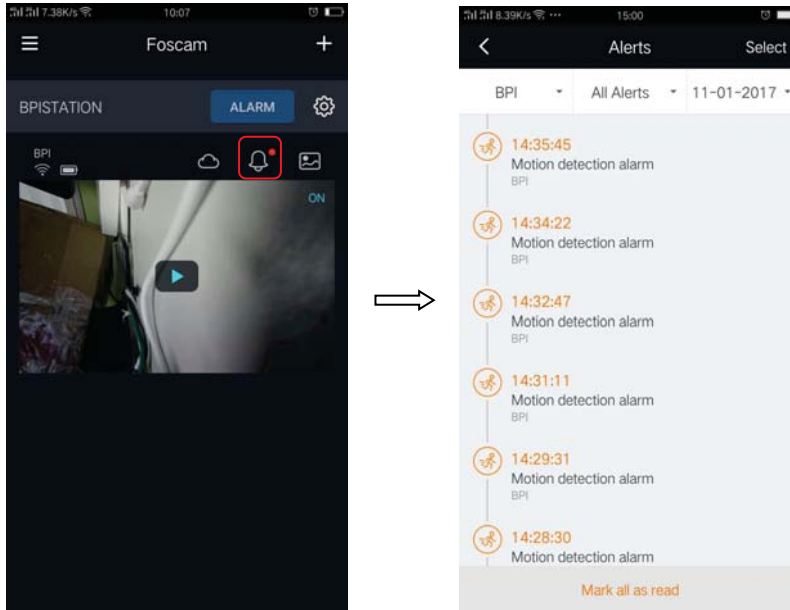 7.38K/s
10:07
Foscam
BPISTATION
ALARM
BPI
ON
8.39K/s ...
15:00
Alerts
Select
BPI
All Alerts
11-01-2017
14:35:45
Motion detection alarm
BPI
14:34:22
Motion detection alarm
BPI
14:32:47
Motion detection alarm
BPI
14:31:11
Motion detection alarm
BPI
14:29:31
Motion detection alarm
BPI
14:28:30
Motion detection alarm
Mark all as read